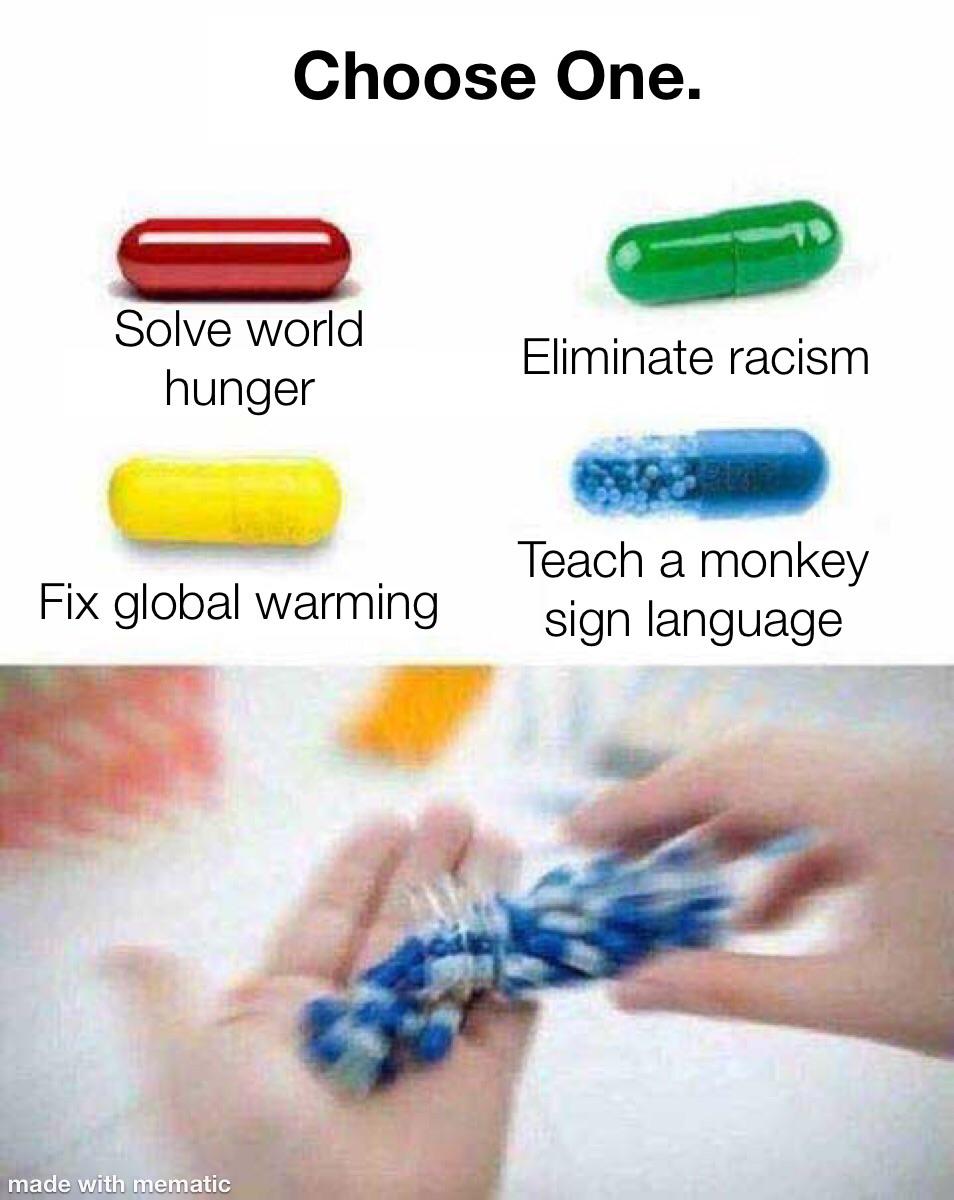 Choose One.
Solve world
hunger
Eliminate racism
Fix global warming
Teach a monkey
sign language
made with mematic